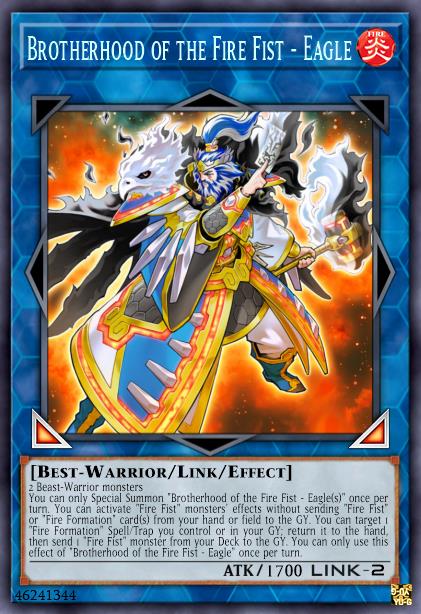 BROTHERHOOD OF THE FIRE FIST - EAGLE
FIRE
炎
[BEST-WARRIOR/LINK/EFFECT]
2 Beast-Warrior monsters
You can only Special Summon "Brotherhood of the Fire Fist - Eagle(s)" once per
turn. You can activate "Fire Fist" monsters' effects without sending "Fire Fist"
or "Fire Formation" card(s) from your hand or field to the GY. You can target 1
"Fire Formation" Spell/Trap you control or in your GY; return it to the hand,
then send 1 "Fire Fist" monster from your Deck to the GY. You can only use this
effect of "Brotherhood of the Fire Fist - Eagle" once per turn.
ATK/1700 LINK-2
46241344